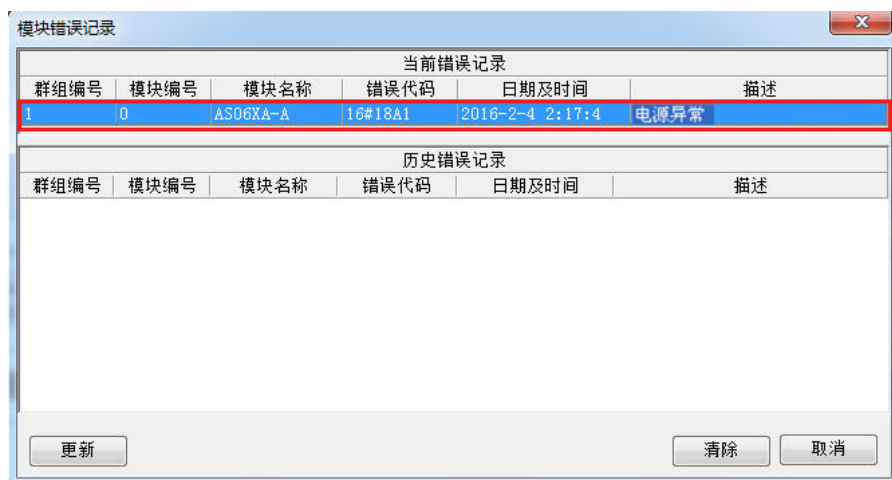 模块错误记录
当前错误记录
群组编号 模块编号 模块名称 错误代码 日期及时间 描述
1 0 AS06XA-A 16#18A1 2016-2-4 2:17:4 电源异常
历史错误记录
群组编号 模块编号 模块名称 错误代码 日期及时间 描述
更新 清除 取消